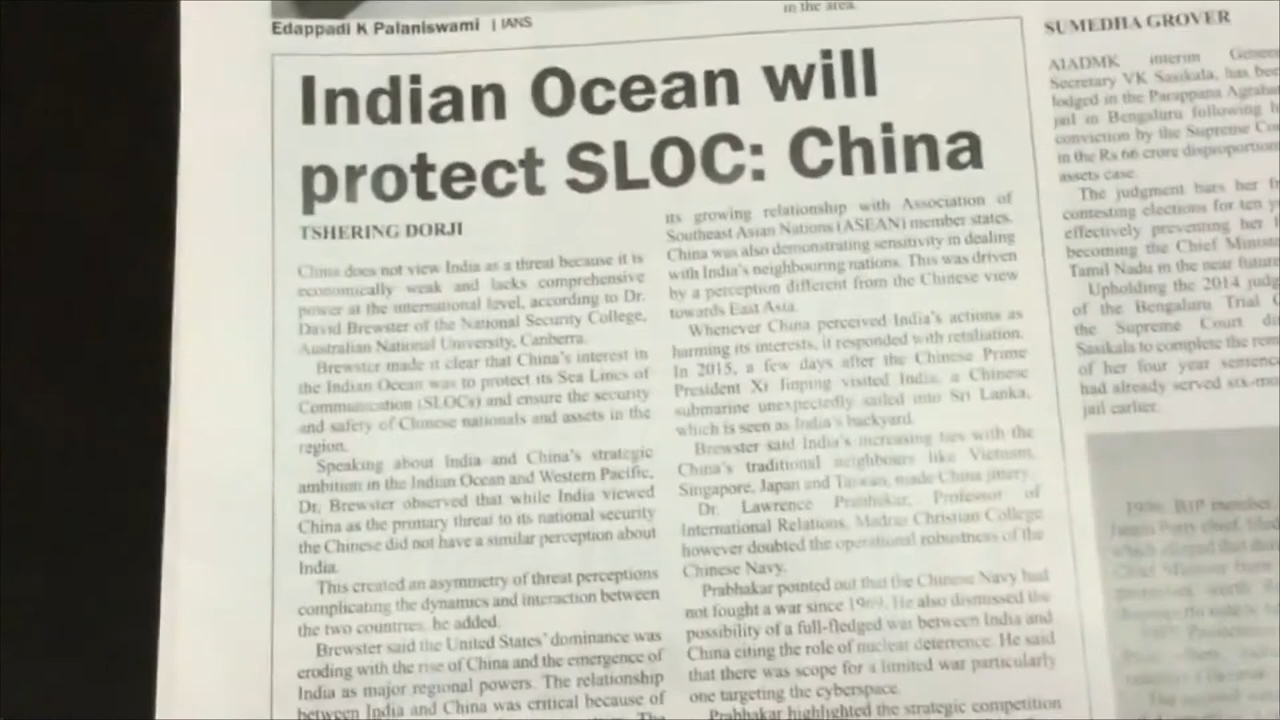 in the area.
Edappadi K Palaniswami | IANS
Indian Ocean will
protect SLOC: China
TSHERING DORJI
China does not view India as a threat because it is
economically weak and lacks comprehensive
power at the international level, according to Dr.
David Brewster of the National Security College,
Australian National University, Canberra.
Brewster made it clear that China's interest in
the Indian Ocean was to protect its Sea Lines of
Communication (SLOCs) and ensure the security
and safety of Chinese nationals and assets in the
region.
Speaking about India and China's strategic
ambition in the Indian Ocean and Western Pacific,
Dr. Brewster observed that while India viewed
China as the primary threat to its national security
the Chinese did not have a similar perception about
India.
This created an asymmetry of threat perceptions
complicating the dynamics and interaction between
the two countries, he added.
Brewster said the United States' dominance was
eroding with the rise of China and the emergence of
India as major regional powers. The relationship
between India and China was critical because of
The
its growing relationship with Association of
Southeast Asian Nations (ASEAN) member states.
China was also demonstrating sensitivity in dealing
with India's neighbouring nations. This was driven
by a perception different from the Chinese view
towards East Asia.
Whenever China perceived India's actions as
harming its interests, it responded with retaliation.
In 2015, a few days after the Chinese Prime
President Xi Jinping visited India, a Chinese
submarine unexpectedly sailed into Sri Lanka,
which is seen as India's backyard.
Brewster said India's increasing ties with the
China's traditional neighbours like Vietnam,
Singapore, Japan and Taiwan, made China jittery.
Dr. Lawrence Prabhakar, Professor of
International Relations, Madras Christian College
however doubted the operational robustness of the
Chinese Navy.
Prabhakar pointed out that the Chinese Navy had
not fought a war since 1969. He also dismissed the
possibility of a full-fledged war between India and
China citing the role of nuclear deterrence. He said
that there was scope for a limited war particularly
one targeting the cyberspace.
Prabhakar highlighted the strategic competition
SUMEDHA GROVER
AIADMK interim Gene
Secretary VK Sasikala, has bee
lodged in the Parappana Agraha
jail in Bengaluru following h
conviction by the Supreme Cou
in the Rs 66 crore disproportion
assets case.
The judgment bars her fr
contesting elections for ten y
effectively preventing her
becoming the Chief Minist
Tamil Nadu in the near future
Upholding the 2014 judg
of the Bengaluru Trial C
the Supreme Court di
Sasikala to complete the rem
of her four year sentenc
had already served six-mo
jail earlier.